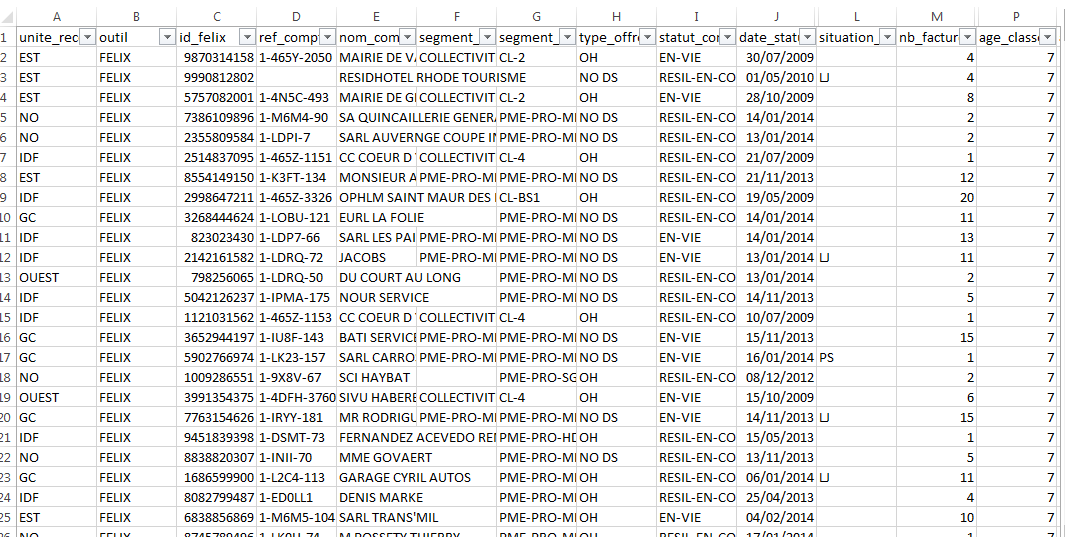 A B C D E F G H I J L M P
1 unite_rec outil id_felix ref_comp nom_com segment_ segment_ type_offr statut_cor date_statu situation_ nb_factur age_classe
2 EST FELIX 9870314158 1-465Y-2050 MAIRIE DE VA COLLECTIVIT CL-2 OH EN-VIE 30/07/2009 4 7
3 EST FELIX 9990812802 RESIDHOTEL RHODE TOURISME NO DS RESIL-EN-CO 01/05/2010 LJ 4 7
4 EST FELIX 5757082001 1-4N5C-493 MAIRIE DE GI COLLECTIVIT CL-2 OH EN-VIE 28/10/2009 8 7
5 NO FELIX 7386109896 1-M6M4-90 SA QUINCAILLERIE GENERA PME-PRO-MI NO DS RESIL-EN-CO 14/01/2014 2 7
6 NO FELIX 2355809584 1-LDPI-7 SARL AUVERNGE COUPE IN PME-PRO-MI NO DS RESIL-EN-CO 13/01/2014 2 7
7 IDF FELIX 2514837095 1-465Z-1151 CC COEUR D COLLECTIVIT CL-4 OH RESIL-EN-CO 21/07/2009 1 7
8 EST FELIX 8554149150 1-K3FT-134 MONSIEUR A PME-PRO-MI PME-PRO-MI NO DS RESIL-EN-CO 21/11/2013 12 7
9 IDF FELIX 2998647211 1-465Z-3326 OPHLM SAINT MAUR DES CL-BS1 OH RESIL-EN-CO 19/05/2009 20 7
10 GC FELIX 3268444624 1-LOBU-121 EURL LA FOLIE PME-PRO-MI NO DS RESIL-EN-CO 14/01/2014 11 7
11 IDF FELIX 823023430 1-LDP7-66 SARL LES PAI PME-PRO-MI PME-PRO-MI NO DS EN-VIE 14/01/2014 13 7
12 IDF FELIX 2142161582 1-LDRQ-72 JACOBS PME-PRO-MI PME-PRO-MI NO DS EN-VIE 13/01/2014 LJ 11 7
13 OUEST FELIX 798256065 1-LDRQ-50 DU COURT AU LONG PME-PRO-MI NO DS RESIL-EN-CO 13/01/2014 2 7
14 IDF FELIX 5042126237 1-IPMA-175 NOUR SERVICE PME-PRO-MI NO DS RESIL-EN-CO 14/11/2013 5 7
15 IDF FELIX 1121031562 1-465Z-1153 CC COEUR D COLLECTIVIT CL-4 OH RESIL-EN-CO 10/07/2009 1 7
16 GC FELIX 3652944197 1-IU8F-143 BATI SERVICE PME-PRO-MI PME-PRO-MI NO DS EN-VIE 15/11/2013 15 7
17 GC FELIX 5902766974 1-LK23-157 SARL CARRO PME-PRO-MI PME-PRO-MI NO DS EN-VIE 16/01/2014 PS 1 7
18 NO FELIX 1009286551 1-9X8V-67 SCI HAYBAT PME-PRO-SG OH RESIL-EN-CO 08/12/2012 2 7
19 OUEST FELIX 3991354375 1-4DFH-3760 SIVU HABERE COLLECTIVIT CL-4 OH EN-VIE 15/10/2009 6 7
20 GC FELIX 7763154626 1-IRYY-181 MR RODRIGU PME-PRO-MI PME-PRO-MI NO DS EN-VIE 14/11/2013 LJ 15 7
21 IDF FELIX 9451839398 1-DSMT-73 FERNANDEZ ACEVEDO REI PME-PRO-HD OH RESIL-EN-CO 15/05/2013 1 7
22 NO FELIX 8838820307 1-INII-70 MME GOVAERT PME-PRO-MI NO DS RESIL-EN-CO 13/11/2013 5 7
23 GC FELIX 1686599900 1-L2C4-113 GARAGE CYRIL AUTOS PME-PRO-MI OH RESIL-EN-CO 06/01/2014 LJ 11 7
24 IDF FELIX 8082799487 1-ED0LL1 DENIS MARKE PME-PRO-MI OH RESIL-EN-CO 25/04/2013 4 7
25 EST FELIX 6838856869 1-M6M5-104 SARL TRANS'MIL PME-PRO-MI OH EN-VIE 04/02/2014 10 7